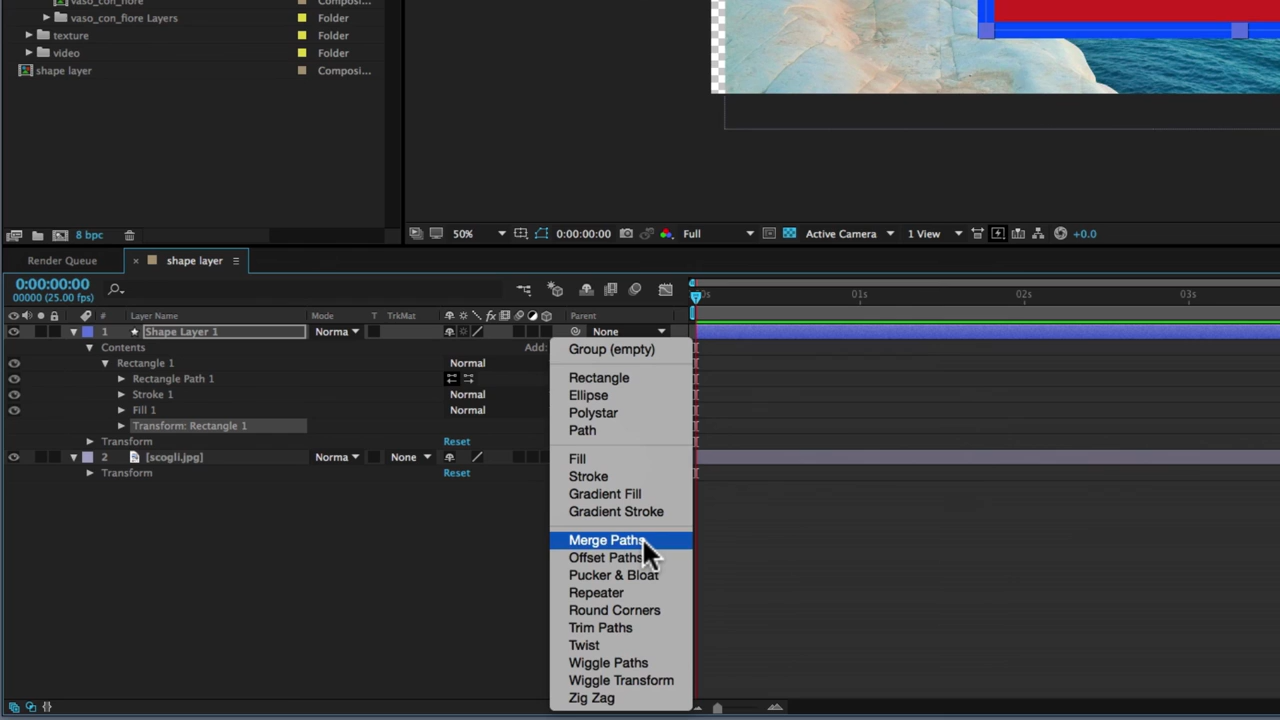 vaso_con_fiore
Composi...
vaso_con_fiore Layers
Folder
texture
Folder
video
Folder
shape layer
Composi...
8 bpc
50%
0:00:00:00
Full
Active Camera
1 View
+0.0
Render Queue
× shape layer
0:00:00:00
00000 (25.00 fps)
00s 01s 02s 03s
# Layer Name Mode T TrkMat Parent
1 Shape Layer 1 Norma None
Contents Add:
Rectangle 1 Normal
Rectangle Path 1
Stroke 1 Normal
Fill 1 Normal
Transform: Rectangle 1
Transform Reset
2 [scogli.jpg] Norma None
Transform Reset
Group (empty)
Rectangle
Ellipse
Polystar
Path
Fill
Stroke
Gradient Fill
Gradient Stroke
Merge Paths
Offset Paths
Pucker & Bloat
Repeater
Round Corners
Trim Paths
Twist
Wiggle Paths
Wiggle Transform
Zig Zag